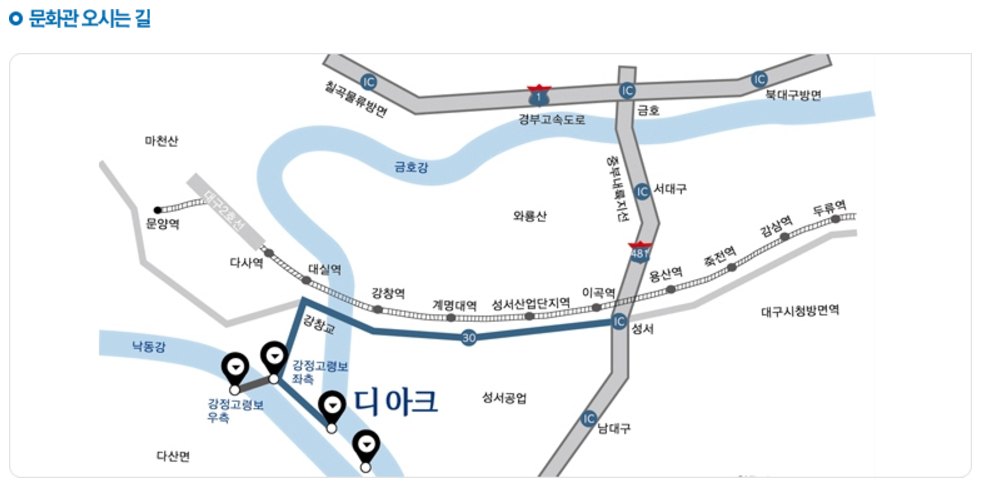 문화관 오시는 길
IC
칠곡물류방면
1
경부고속도로
IC
금호
IC
북대구방면
마천산
금호강
중부내륙지선
IC
서대구
와룡산
대구2호선
문양역
다사역
대실역
강창역
계명대역
성서산업단지역
이곡역
481
용산역
죽전역
감삼역
두류역
대구시청방면역
강창교
30
IC
성서
낙동강
강정고령보
좌측
강정고령보
우측
디 아크
성서공업
IC
남대구
다산면